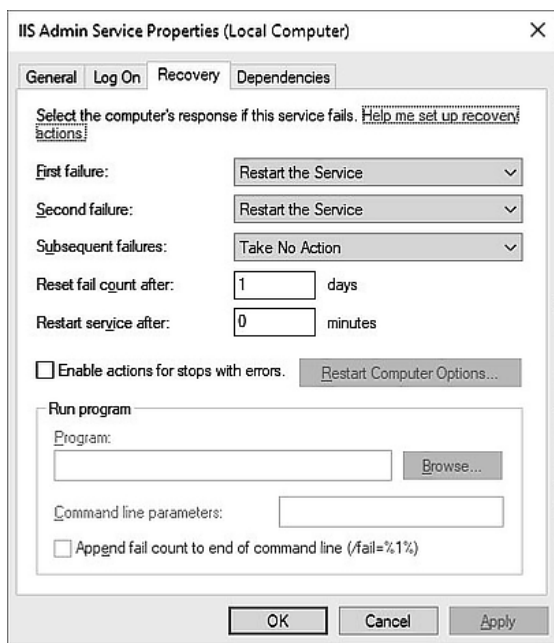 IIS Admin Service Properties (Local Computer)
General Log On Recovery Dependencies
Select the computer's response if this service fails. Help me set up recovery
actions.
First failure: Restart the Service
Second failure: Restart the Service
Subsequent failures: Take No Action
Reset fail count after: 1 days
Restart service after: 0 minutes
Enable actions for stops with errors. Restart Computer Options...
Run program
Program:
Browse...
Command line parameters:
Append fail count to end of command line (/fail=%1%)
OK Cancel Apply